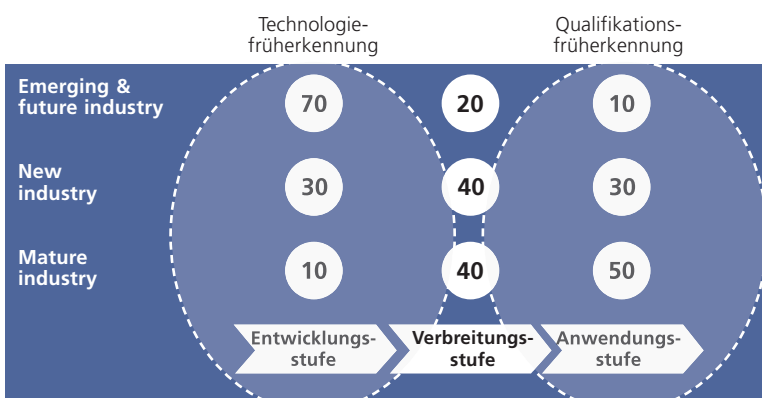 Technologie-
früherkennung
Qualifikations-
früherkennung
Emerging &
future industry
70
20
10
New
industry
30
40
30
Mature
industry
10
40
50
Entwicklungs-
stufe
Verbreitungs-
stufe
Anwendungs-
stufe